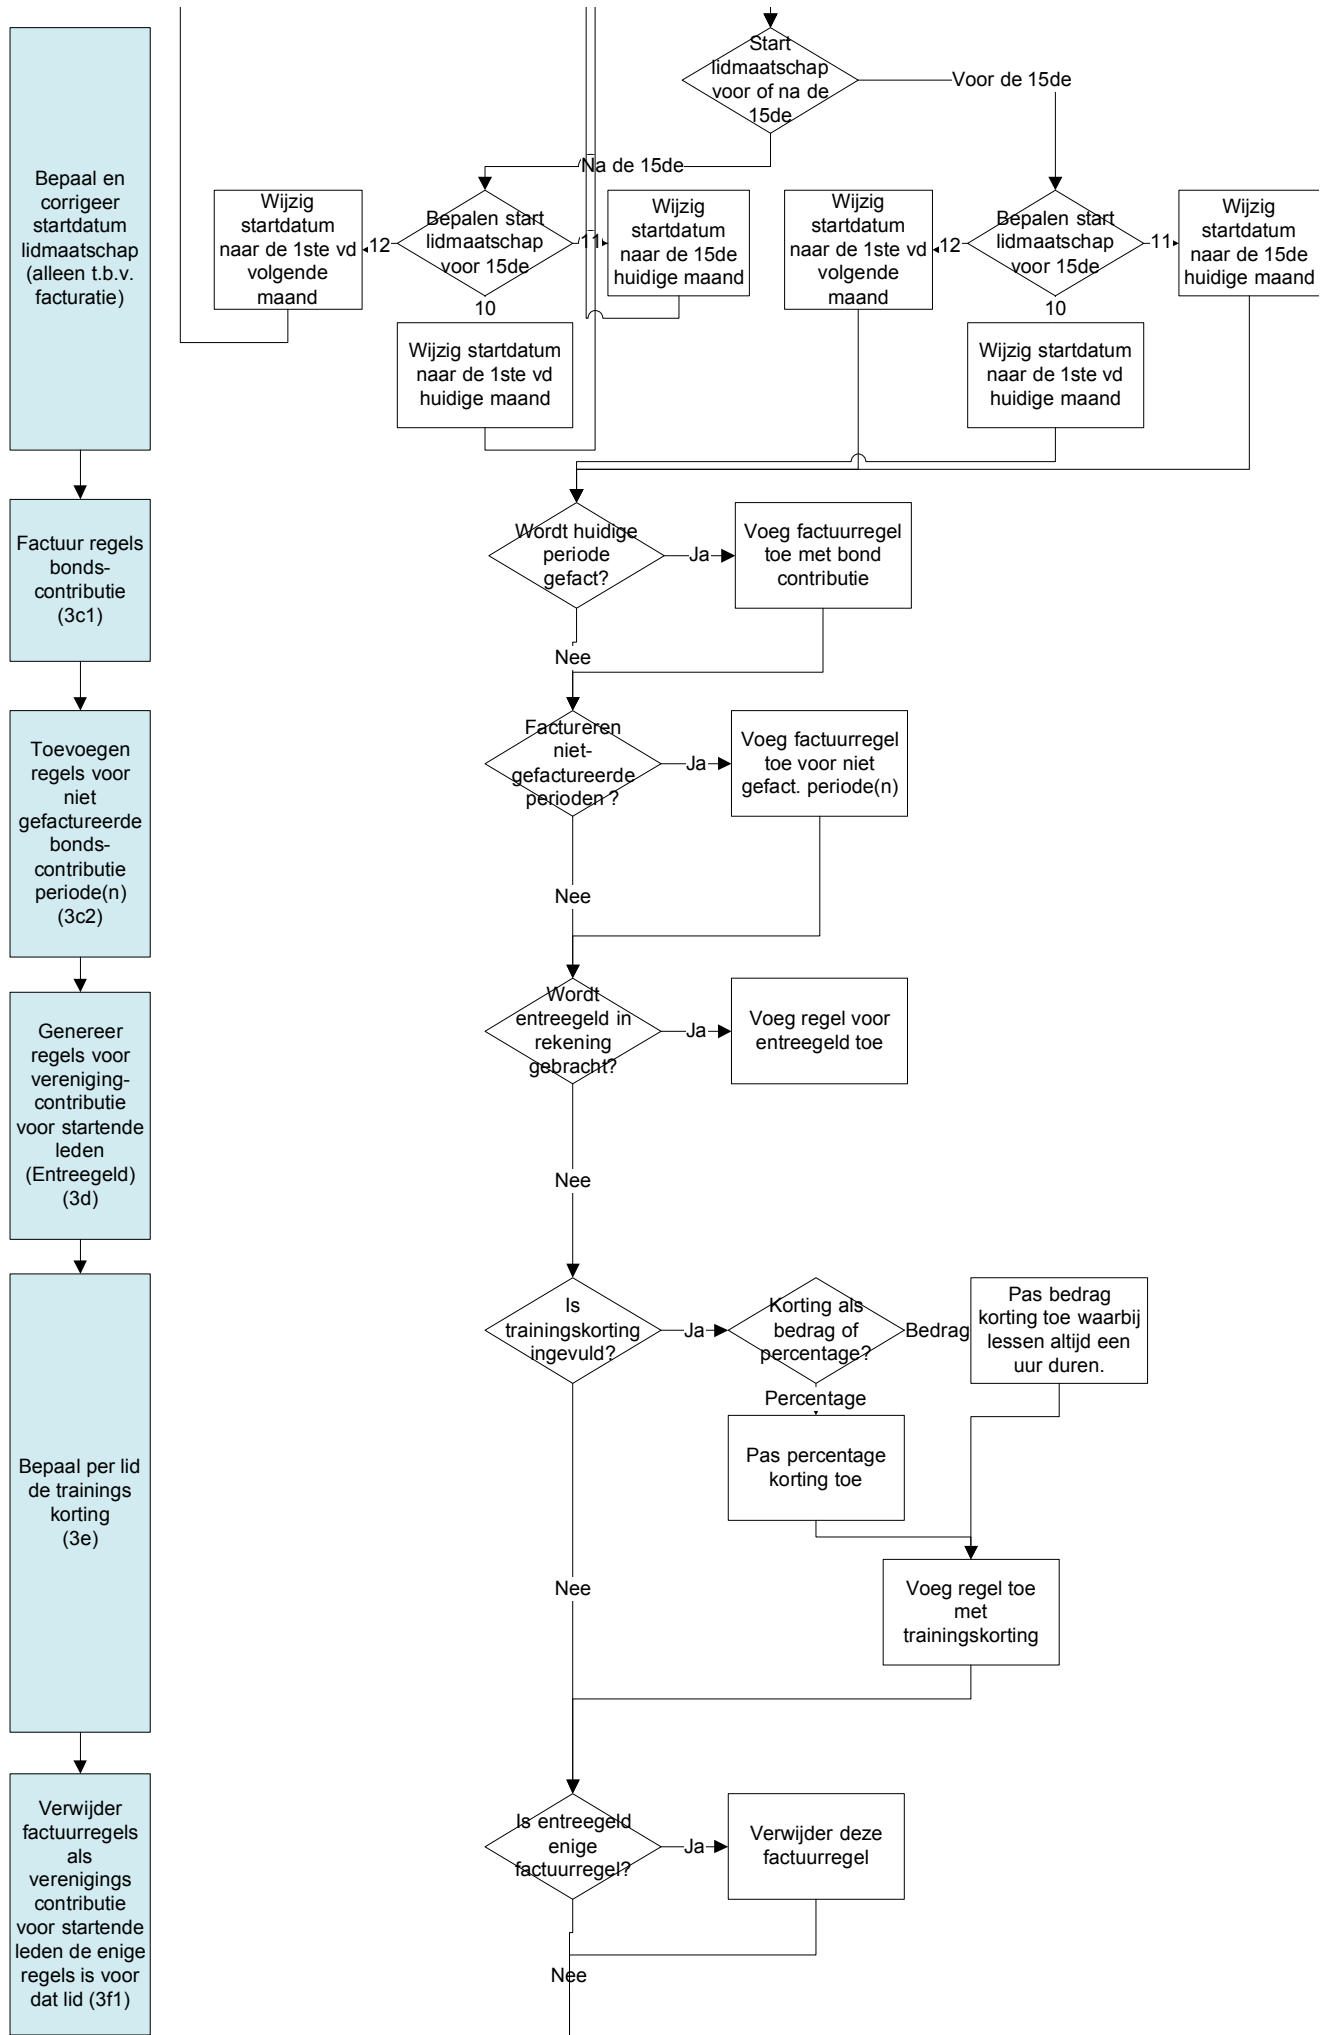 Bepaal en
corrigeer
startdatum
lidmaatschap
(alleen t.b.v.
facturatie)
Start
lidmaatschap
voor of na de
15de
Voor de 15de
Na de 15de
Wijzig
startdatum
naar de 1ste vd
volgende
maand
12
Bepalen start
lidmaatschap
voor 15de
11
Wijzig
startdatum
naar de 15de
huidige maand
10
Wijzig startdatum
naar de 1ste vd
huidige maand
Wijzig
startdatum
naar de 1ste vd
volgende
maand
12
Bepalen start
lidmaatschap
voor 15de
11
Wijzig
startdatum
naar de 15de
huidige maand
10
Wijzig startdatum
naar de 1ste vd
huidige maand
Factuur regels
bonds-
contributie
(3c1)
Wordt huidige
periode
gefact?
Ja
Voeg factuurregel
toe met bond
contributie
Nee
Toevoegen
regels voor
niet
gefactureerde
bonds-
contributie
periode(n)
(3c2)
Factureren
niet-
gefactureerde
perioden ?
Ja
Voeg factuurregel
toe voor niet
gefact. periode(n)
Nee
Genereer
regels voor
vereniging-
contributie
voor startende
leden
(Entreegeld)
(3d)
Wordt
entreegeld in
rekening
gebracht?
Ja
Voeg regel voor
entreegeld toe
Nee
Bepaal per lid
de trainings
korting
(3e)
Is
trainingskorting
ingevuld?
Ja
Korting als
bedrag of
percentage?
Bedrag
Pas bedrag
korting toe waarbij
lessen altijd een
uur duren.
Percentage
Pas percentage
korting toe
Nee
Voeg regel toe
met
trainingskorting
Verwijder
factuurregels
als
verenigings
contributie
voor startende
leden de enige
regels is voor
dat lid (3f1)
Is entreegeld
enige
factuurregel?
Ja
Verwijder deze
factuurregel
Nee